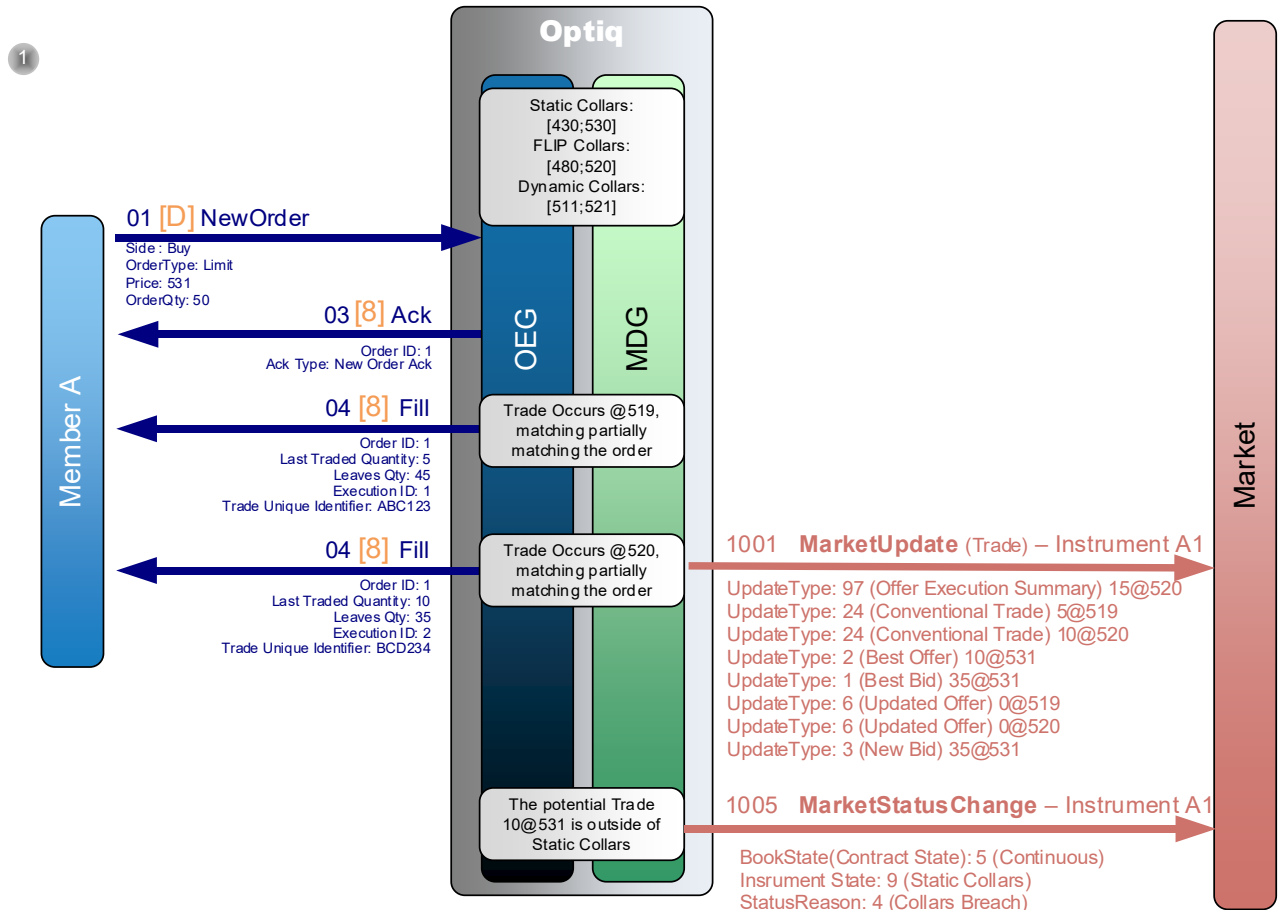 1
Optiq
Static Collars:
[430;530]
FLIP Collars:
[480;520]
Dynamic Collars:
[511;521]
Member A
01 [D] NewOrder
Side : Buy
OrderType: Limit
Price: 531
OrderQty: 50
03 [8] Ack
Order ID: 1
Ack Type: New Order Ack
OEG
MDG
Market
04 [8] Fill
Order ID: 1
Last Traded Quantity: 5
Leaves Qty: 45
Execution ID: 1
Trade Unique Identifier: ABC123
Trade Occurs @519,
matching partially
matching the order
04 [8] Fill
Order ID: 1
Last Traded Quantity: 10
Leaves Qty: 35
Execution ID: 2
Trade Unique Identifier: BCD234
Trade Occurs @520,
matching partially
matching the order
1001 MarketUpdate (Trade) – Instrument A1
UpdateType: 97 (Offer Execution Summary) 15@520
UpdateType: 24 (Conventional Trade) 5@519
UpdateType: 24 (Conventional Trade) 10@520
UpdateType: 2 (Best Offer) 10@531
UpdateType: 1 (Best Bid) 35@531
UpdateType: 6 (Updated Offer) 0@519
UpdateType: 6 (Updated Offer) 0@520
UpdateType: 3 (New Bid) 35@531
The potential Trade
10@531 is outside of
Static Collars
1005 MarketStatusChange – Instrument A1
BookState(Contract State): 5 (Continuous)
Insrument State: 9 (Static Collars)
StatusReason: 4 (Collars Breach)